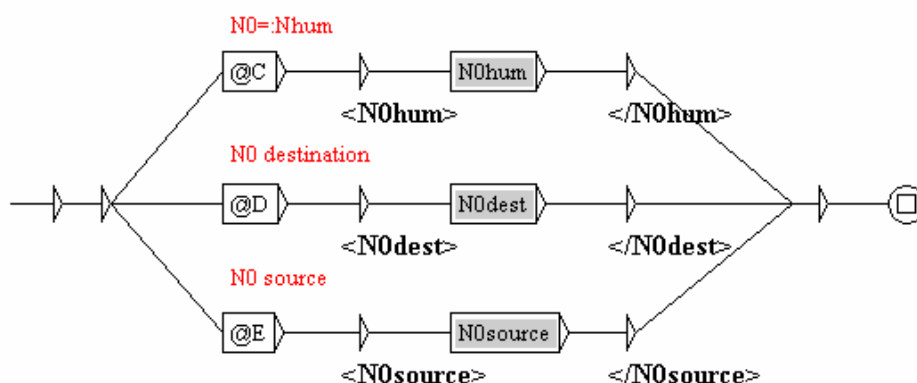 N0=:Nhum
@C N0hum
<N0hum> </N0hum>
N0 destination
@D N0dest
<N0dest> </N0dest>
N0 source
@E N0source
<N0source> </N0source>